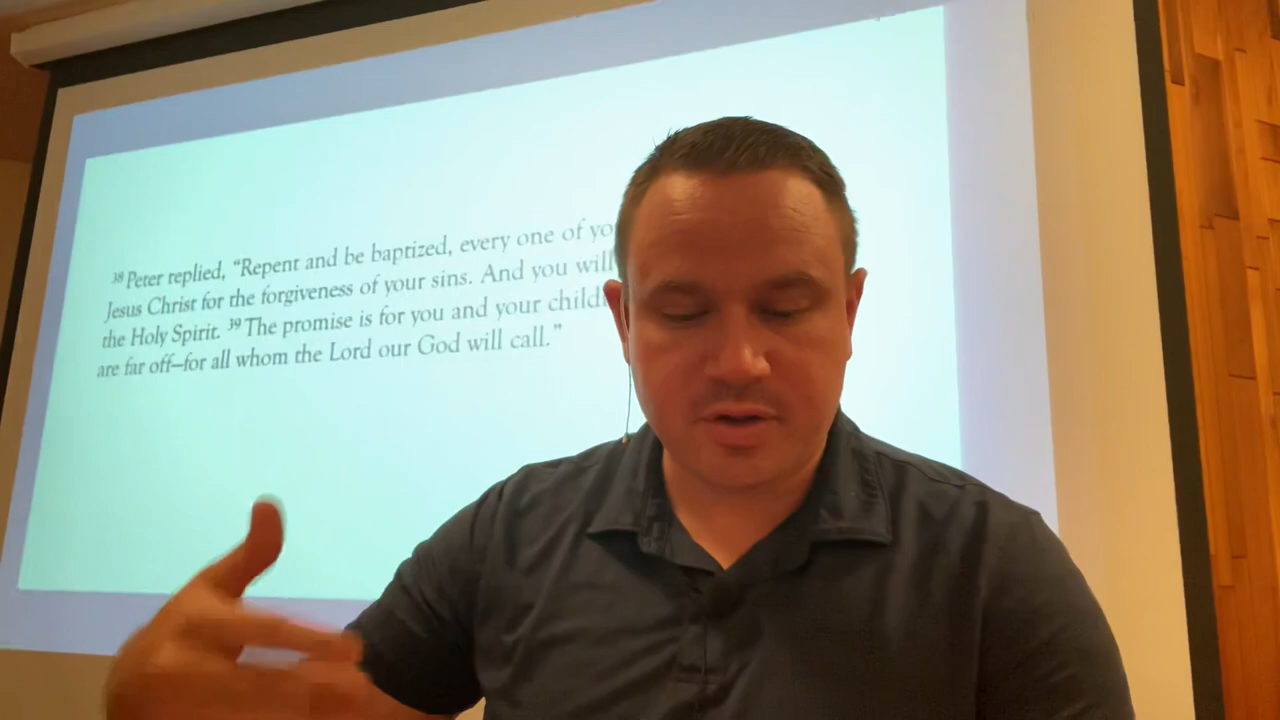 38 Peter replied, “Repent and be baptized, every one of
Jesus Christ for the forgiveness of your sins. And you will
the Holy Spirit. 39 The promise is for you and your
are far off—for all whom the Lord our God will call.”